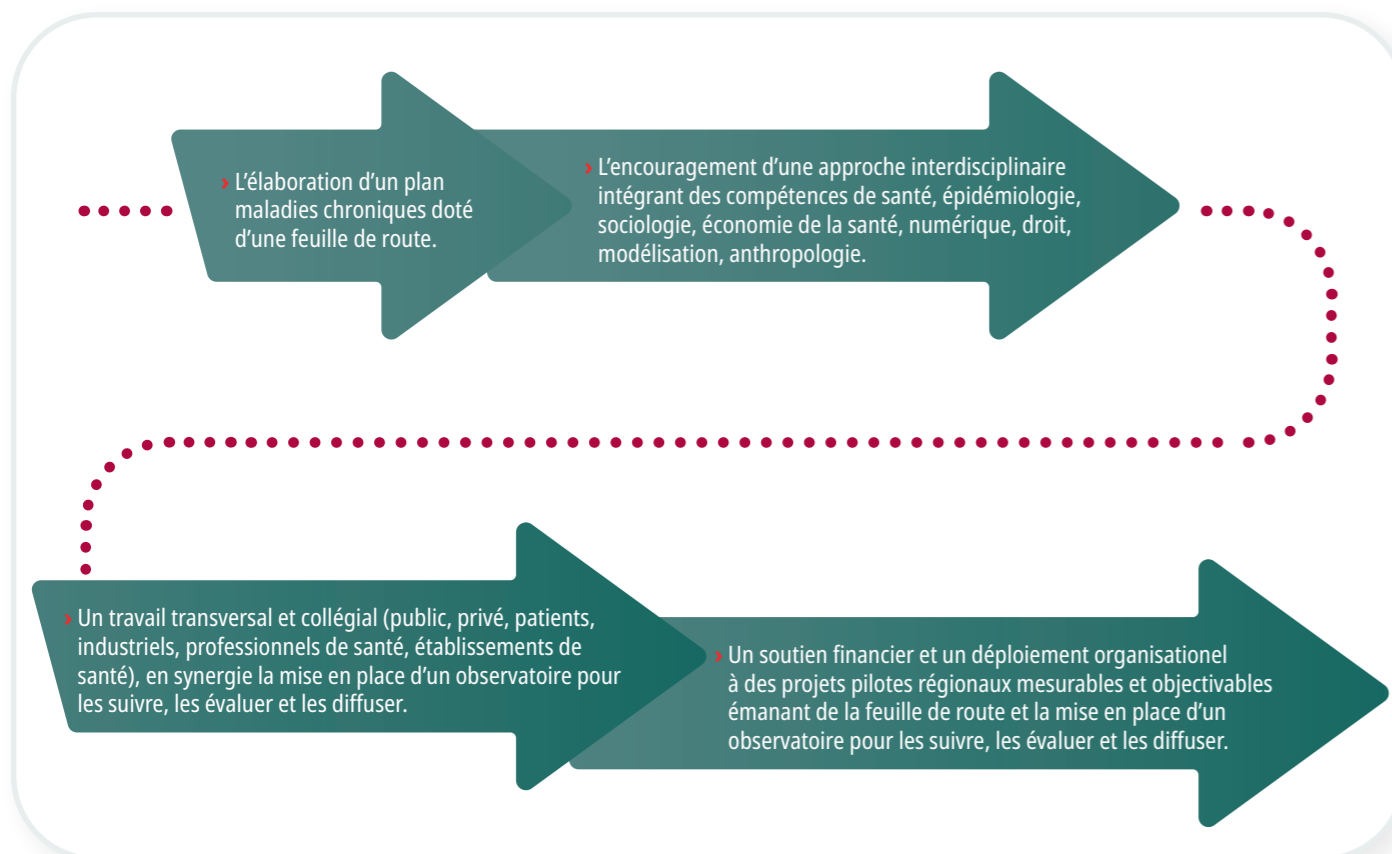 › L’élaboration d’un plan
maladies chroniques doté
d’une feuille de route.
› L’encouragement d’une approche interdisciplinaire
intégrant des compétences de santé, épidémiologie,
sociologie, économie de la santé, numérique, droit,
modélisation, anthropologie.
› Un travail transversal et collégial (public, privé, patients,
industriels, professionnels de santé, établissements de
santé), en synergie la mise en place d’un observatoire pour
les suivre, les évaluer et les diffuser.
› Un soutien financier et un déploiement organisationel
à des projets pilotes régionaux mesurables et objectivables
émanant de la feuille de route et la mise en place d’un
observatoire pour les suivre, les évaluer et les diffuser.